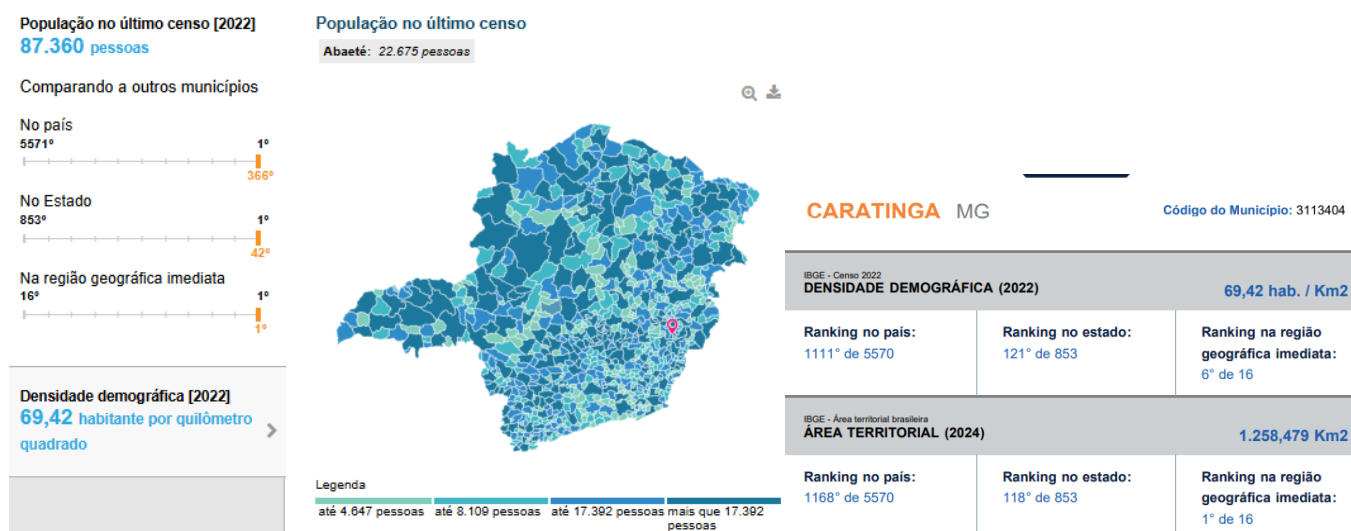 População no último censo [2022]
87.360 pessoas
Comparando a outros municípios
No país
5571º 1º
366º
No Estado
853º 1º
42º
Na região geográfica imediata
16º 1º
1º
Densidade demográfica [2022]
69,42 habitante por quilômetro
quadrado
População no último censo
Abaeté: 22.675 pessoas
Legenda
até 4.647 pessoas até 8.109 pessoas até 17.392 pessoas mais que 17.392
pessoas
CARATINGA MG
Código do Município: 3113404
IBGE - Censo 2022
DENSIDADE DEMOGRÁFICA (2022) 69,42 hab. / Km2
Ranking no país:
1111° de 5570
Ranking no estado:
121° de 853
Ranking na região
geográfica imediata:
6° de 16
IBGE - Área territorial brasileira
ÁREA TERRITORIAL (2024) 1.258,479 Km2
Ranking no país:
1168° de 5570
Ranking no estado:
118° de 853
Ranking na região
geográfica imediata:
1° de 16